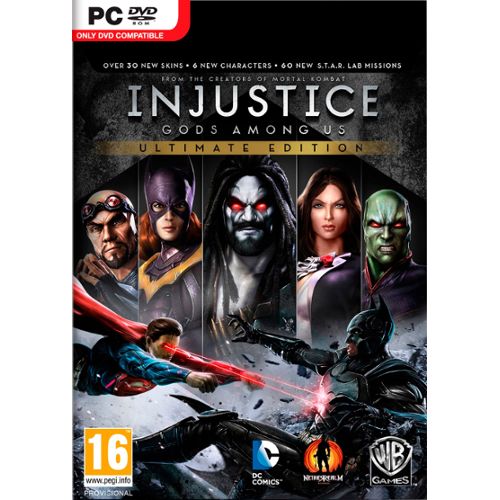 PC DVD ROM
ONLY DVD COMPATIBLE
OVER 30 NEW SKINS • 6 NEW CHARACTERS • 60 NEW S.T.A.R. LAB MISSIONS
FROM THE CREATORS OF MORTAL KOMBAT
INJUSTICE
GODS AMONG US
ULTIMATE EDITION
16
www.pegi.info
PROVISIONAL
DC
COMICS™
NETHERREALM
WB
GAMES